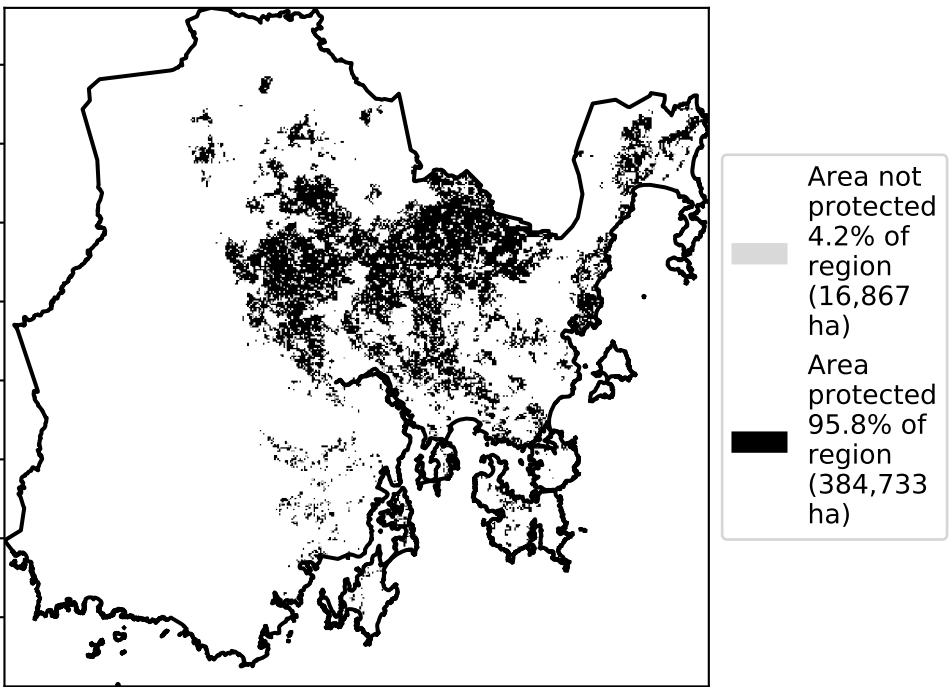 Area not
protected
4.2% of
region
(16,867
ha)
Area
protected
95.8% of
region
(384,733
ha)